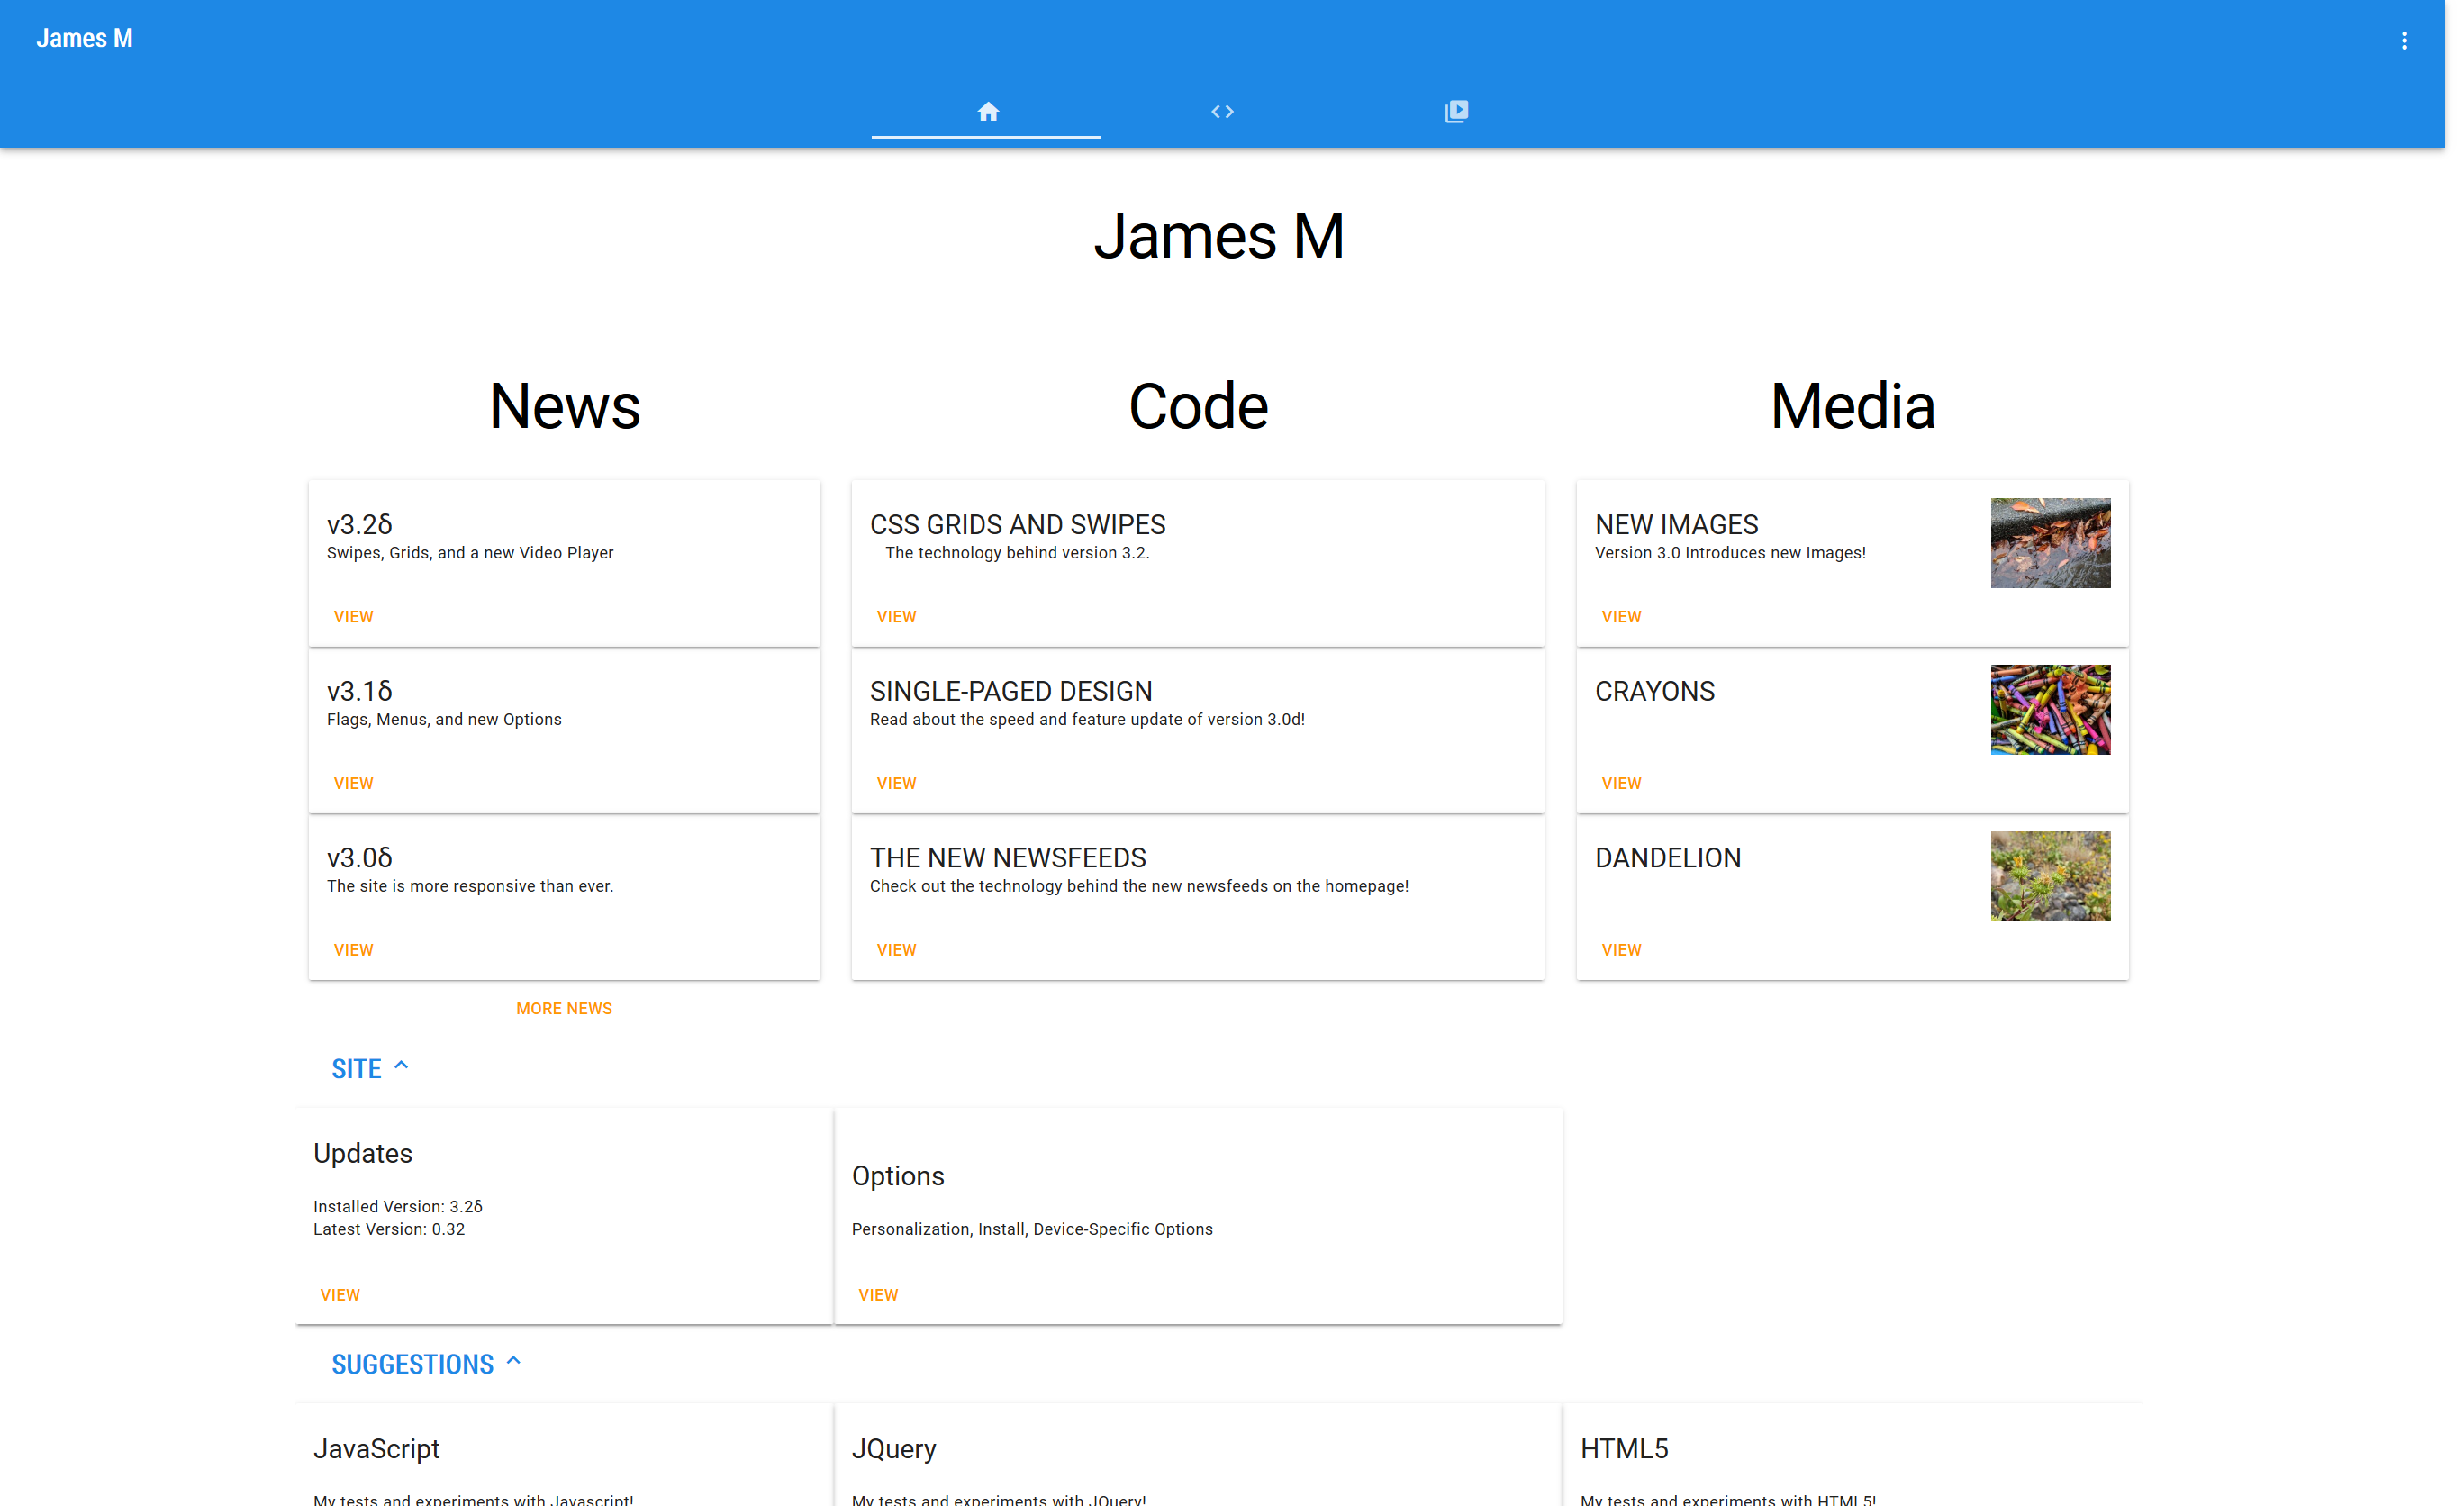 James M
James M
News
v3.2δ
Swipes, Grids, and a new Video Player
VIEW
v3.1δ
Flags, Menus, and new Options
VIEW
v3.0δ
The site is more responsive than ever.
VIEW
MORE NEWS
Code
CSS GRIDS AND SWIPES
The technology behind version 3.2.
VIEW
SINGLE-PAGED DESIGN
Read about the speed and feature update of version 3.0d!
VIEW
THE NEW NEWSFEEDS
Check out the technology behind the new newsfeeds on the homepage!
VIEW
Media
NEW IMAGES
Version 3.0 Introduces new Images!
VIEW
CRAYONS
VIEW
DANDELION
VIEW
SITE
Updates
Installed Version: 3.2δ
Latest Version: 0.32
VIEW
Options
Personalization, Install, Device-Specific Options
VIEW
SUGGESTIONS
JavaScript
My tests and experiments with Javascript!
JQuery
My tests and experiments with JQuery!
HTML5
My tests and experiments with HTML5!